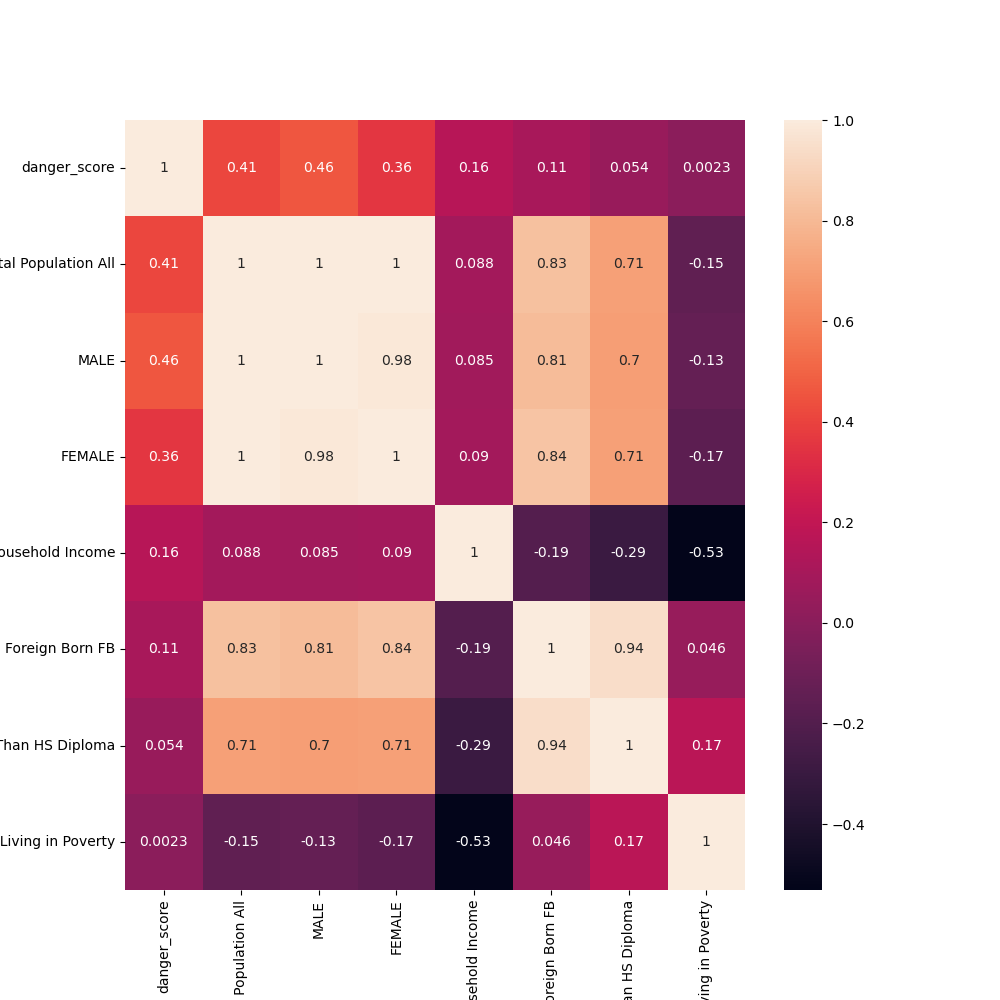 1.0
danger_score 1 0.41 0.46 0.36 0.16 0.11 0.054 0.0023
0.8
Population All 0.41 1 1 1 0.088 0.83 0.71 -0.15
0.6
MALE 1 1 0.98 0.085 0.81 0.7 -0.13
0.46
0.4
FEMALE 0.36 1 0.98 1 0.09 0.84 0.71 -0.17
0.2
Income 0.16 0.088 0.085 0.09 1 -0.19 -0.29 -0.53
0.0
Foreign Born FB 0.11 0.83 0.81 0.84 -0.19 1 0.94 0.046
−0.2
Than HS Diploma 0.054 0.71 0.7 0.71 -0.29 0.94 1 0.17
−0.4
Living in Poverty 0.0023 -0.15 -0.13 -0.17 -0.53 0.046 0.17 1
danger_score
Population All
MALE
FEMALE
Income
Born FB
HS Diploma
in Poverty